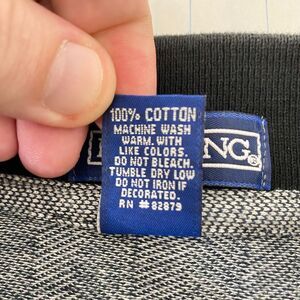 100% COTTON
MACHINE WASH
WARM. WITH
LIKE COLORS.
DO NOT BLEACH.
TUMBLE DRY LOW
DO NOT IRON IF
DECORATED.
RN #82879
NG®